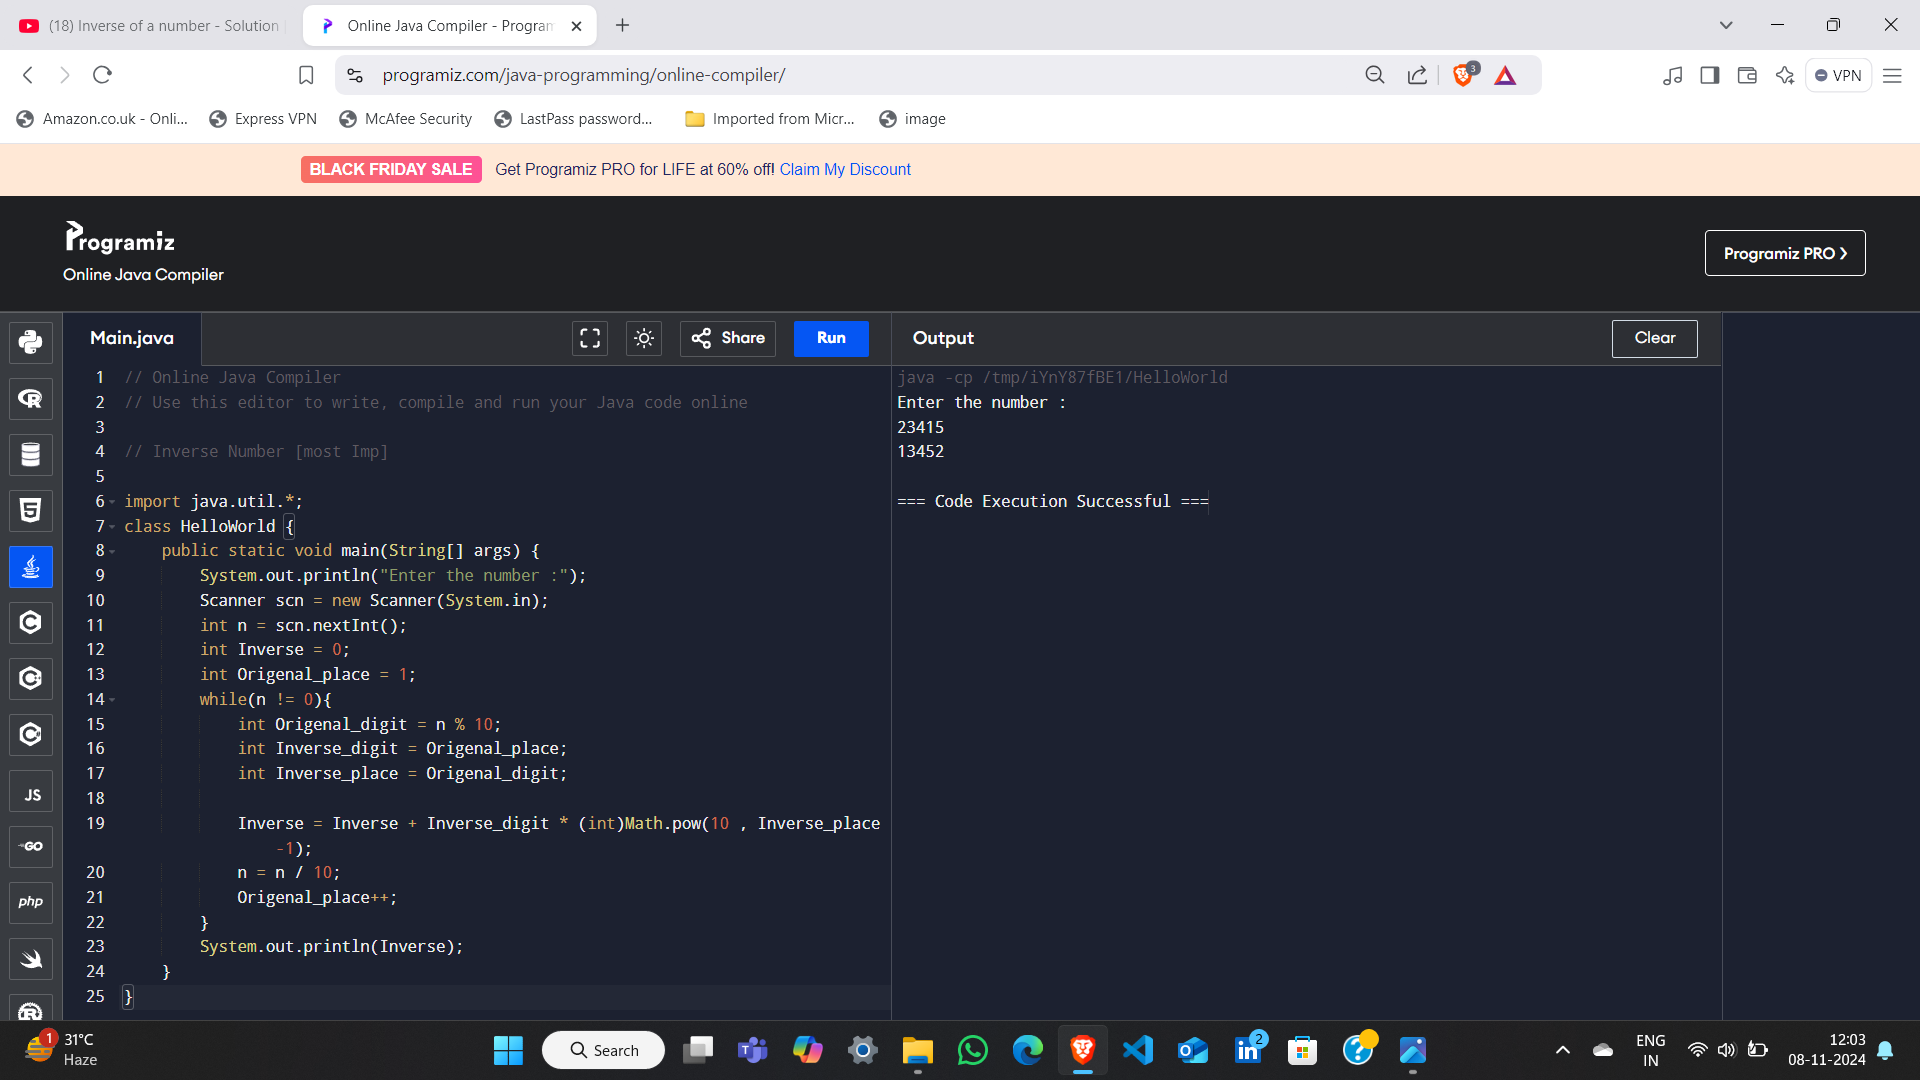 (18) Inverse of a number - Solution
Online Java Compiler - Program
programiz.com/java-programming/online-compiler/
3
VPN
Amazon.co.uk - Onli...
Express VPN
McAfee Security
LastPass password...
Imported from Micr...
image
BLACK FRIDAY SALE Get Programiz PRO for LIFE at 60% off! Claim My Discount
Programiz
Online Java Compiler
Programiz PRO ❯
Main.java
Share
Run
Output
Clear
1 // Online Java Compiler
2 // Use this editor to write, compile and run your Java code online
3
4 // Inverse Number [most Imp]
5
6 import java.util.*;
7 class HelloWorld {
8 public static void main(String[] args) {
9 System.out.println("Enter the number :");
10 Scanner scn = new Scanner(System.in);
11 int n = scn.nextInt();
12 int Inverse = 0;
13 int Origenal_place = 1;
14 while(n != 0){
15 int Origenal_digit = n % 10;
16 int Inverse_digit = Origenal_place;
17 int Inverse_place = Origenal_digit;
18
19 Inverse = Inverse + Inverse_digit * (int)Math.pow(10 , Inverse_place
-1);
20 n = n / 10;
21 Origenal_place++;
22 }
23 System.out.println(Inverse);
24 }
25 }
java -cp /tmp/iYnY87fBE1/HelloWorld
Enter the number :
23415
13452
=== Code Execution Successful ===
JS
GO
php
1
31°C
Haze
Search
2
ENG
IN
12:03
08-11-2024